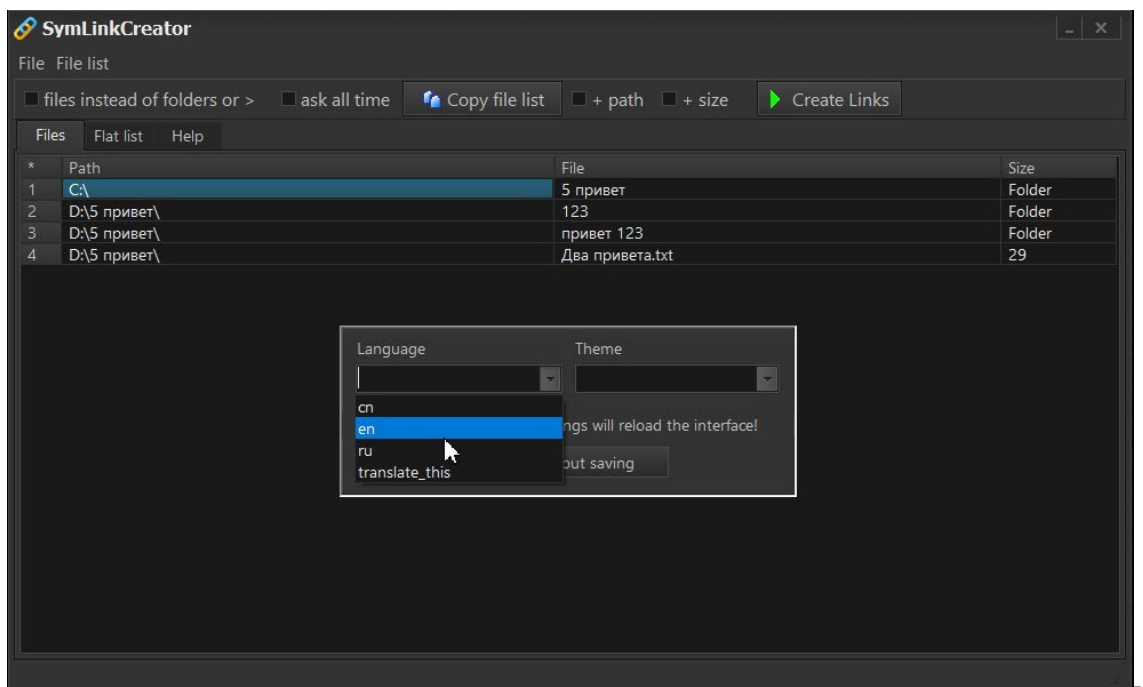 SymLinkCreator
File File list
files instead of folders or > ask all time Copy file list + path + size Create Links
Files Flat list Help
* Path File Size
1 C:\ 5 привет Folder
2 D:\5 привет\ 123 Folder
3 D:\5 привет\ привет 123 Folder
4 D:\5 привет\ Два привета.txt 29
Language Theme
cn
en
will reload the interface!
ru
saving
translate_this